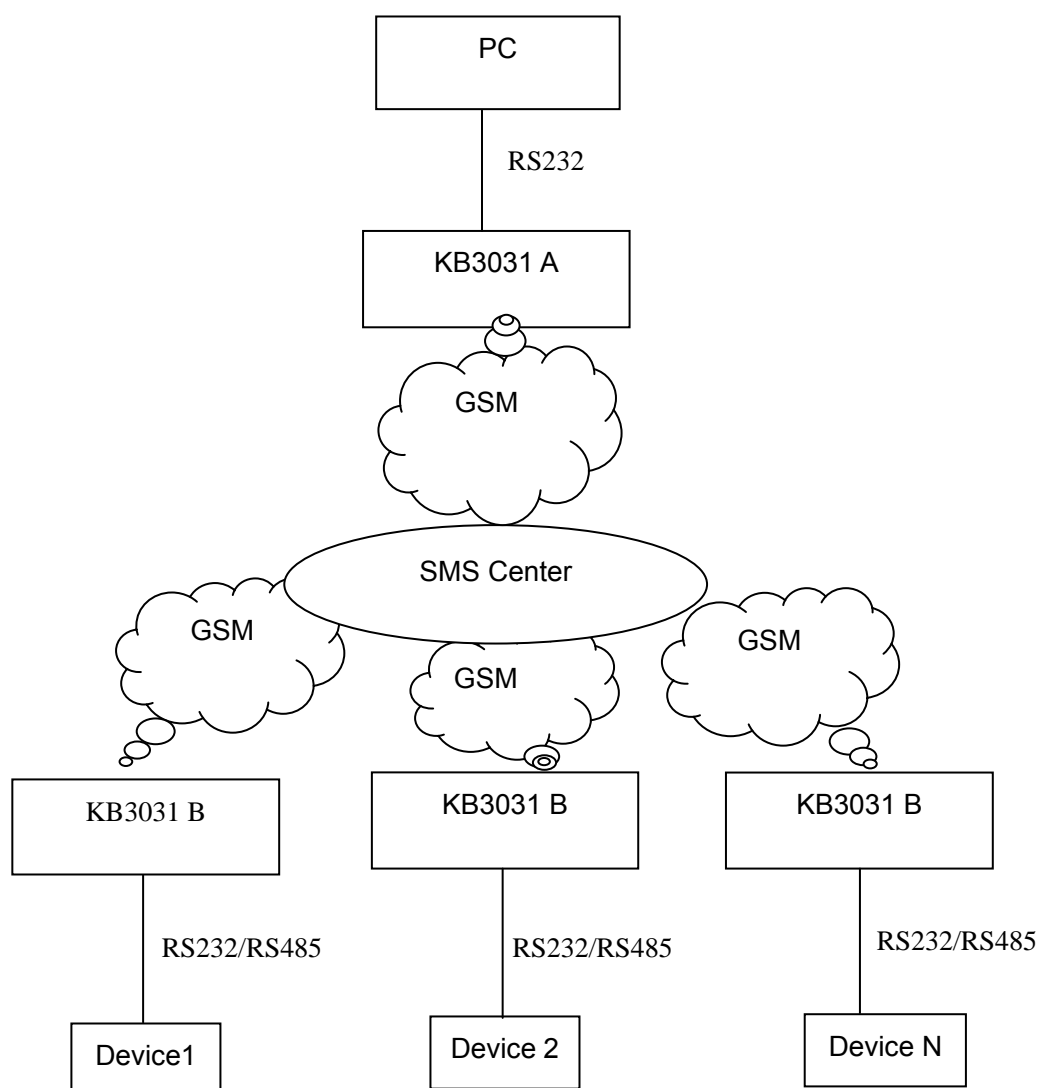 PC
RS232
KB3031 A
GSM
SMS Center
GSM
GSM
GSM
KB3031 B
KB3031 B
KB3031 B
RS232/RS485
RS232/RS485
RS232/RS485
Device1
Device 2
Device N